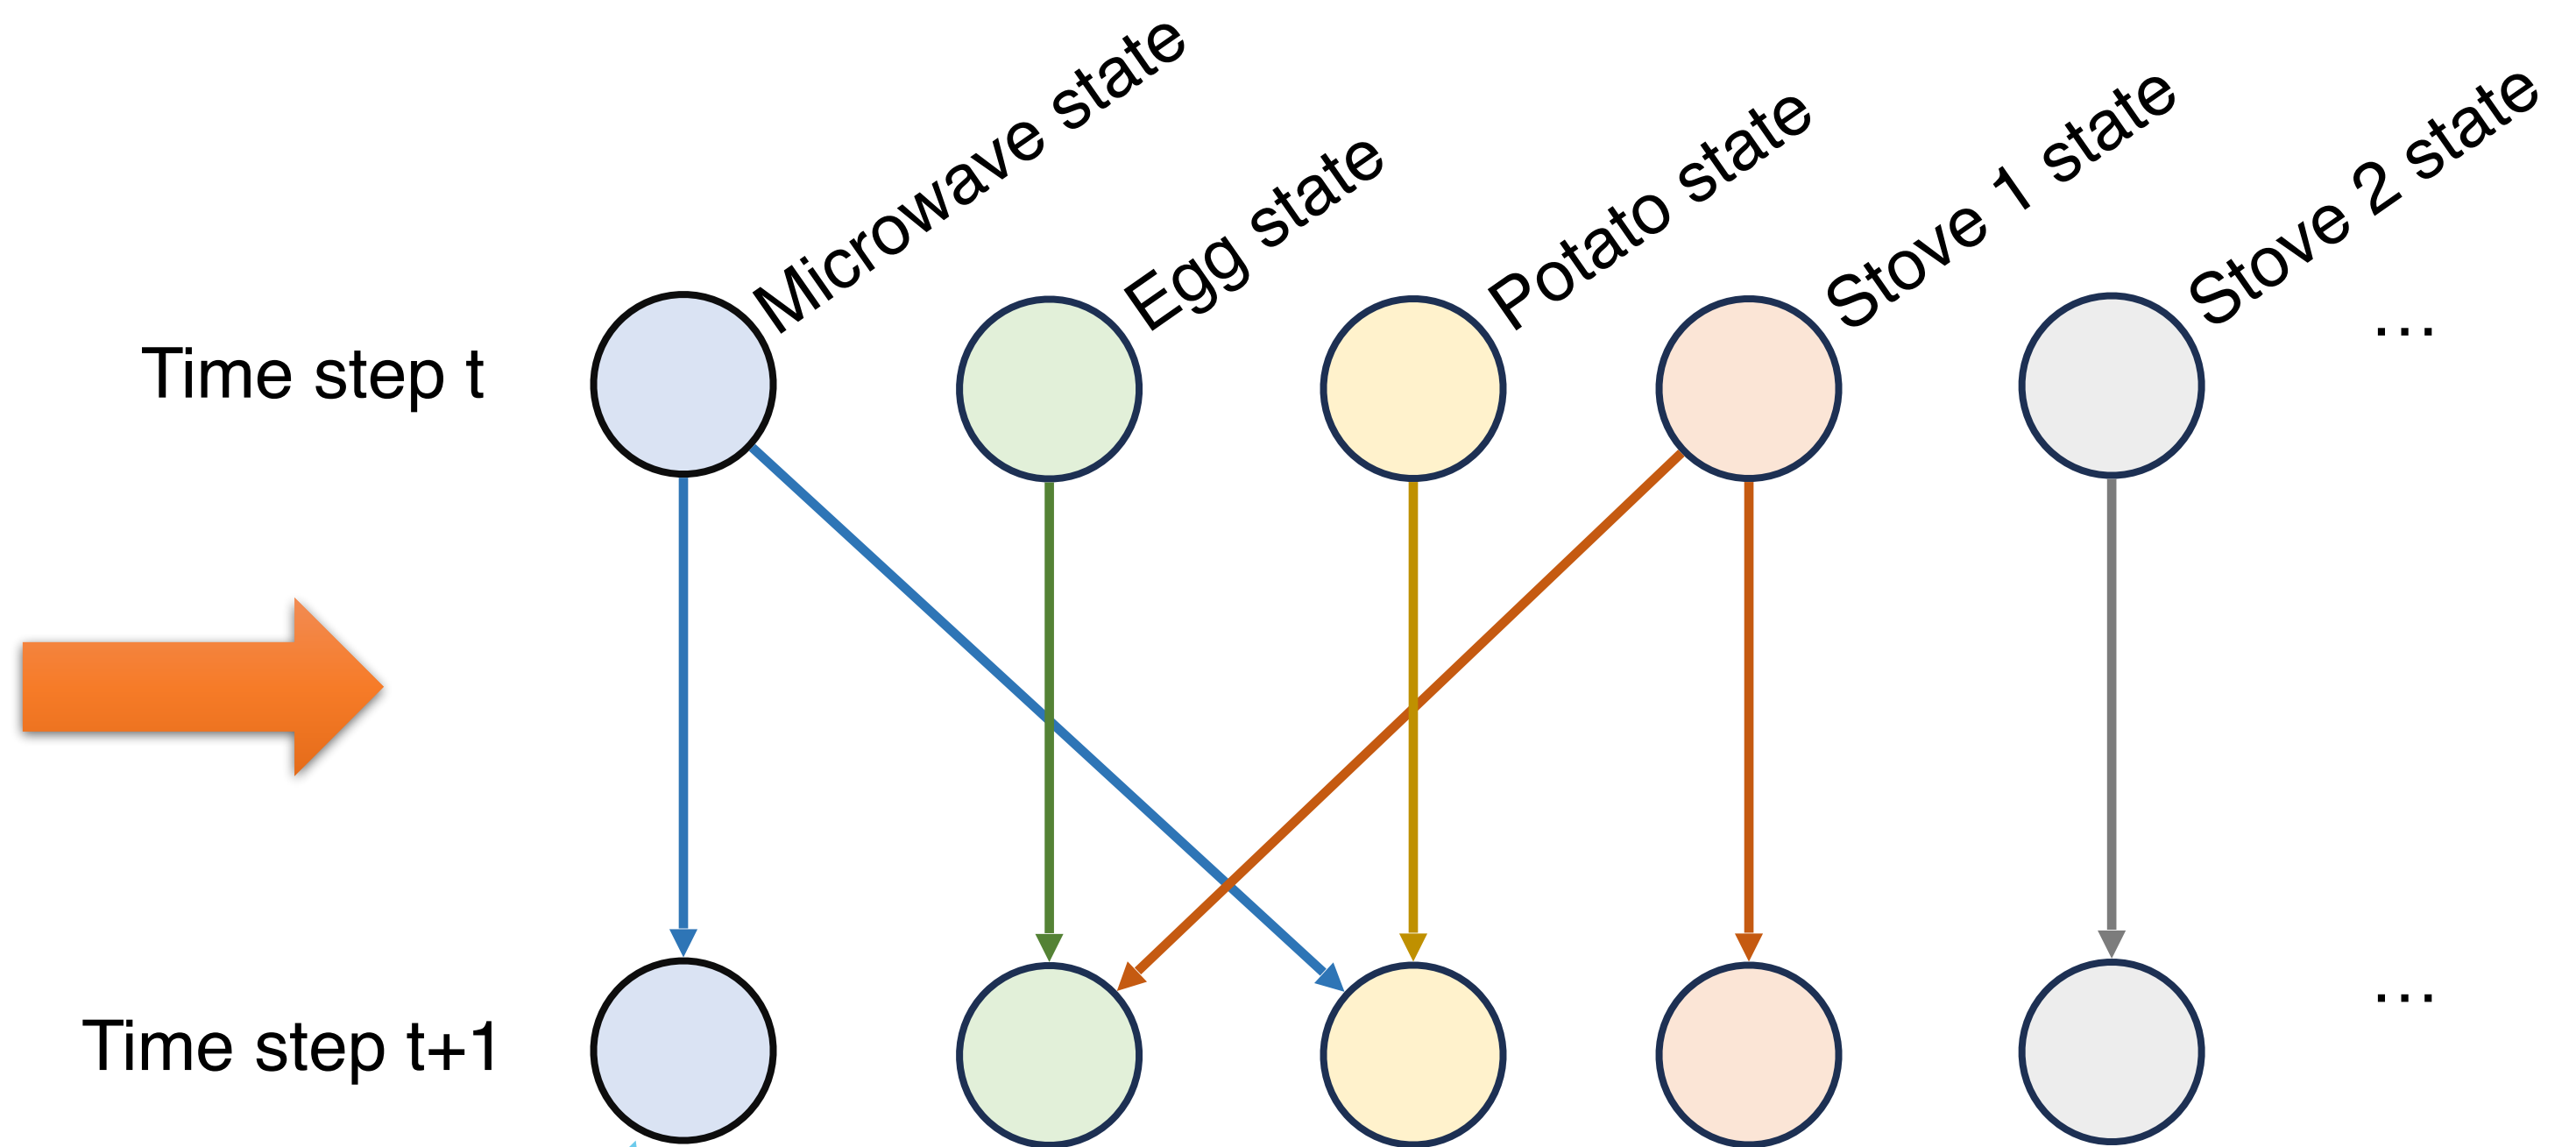 Microwave state
Egg state
Potato state
Stove 1 state
Stove 2 state
Time step t
...
Time step t+1
...